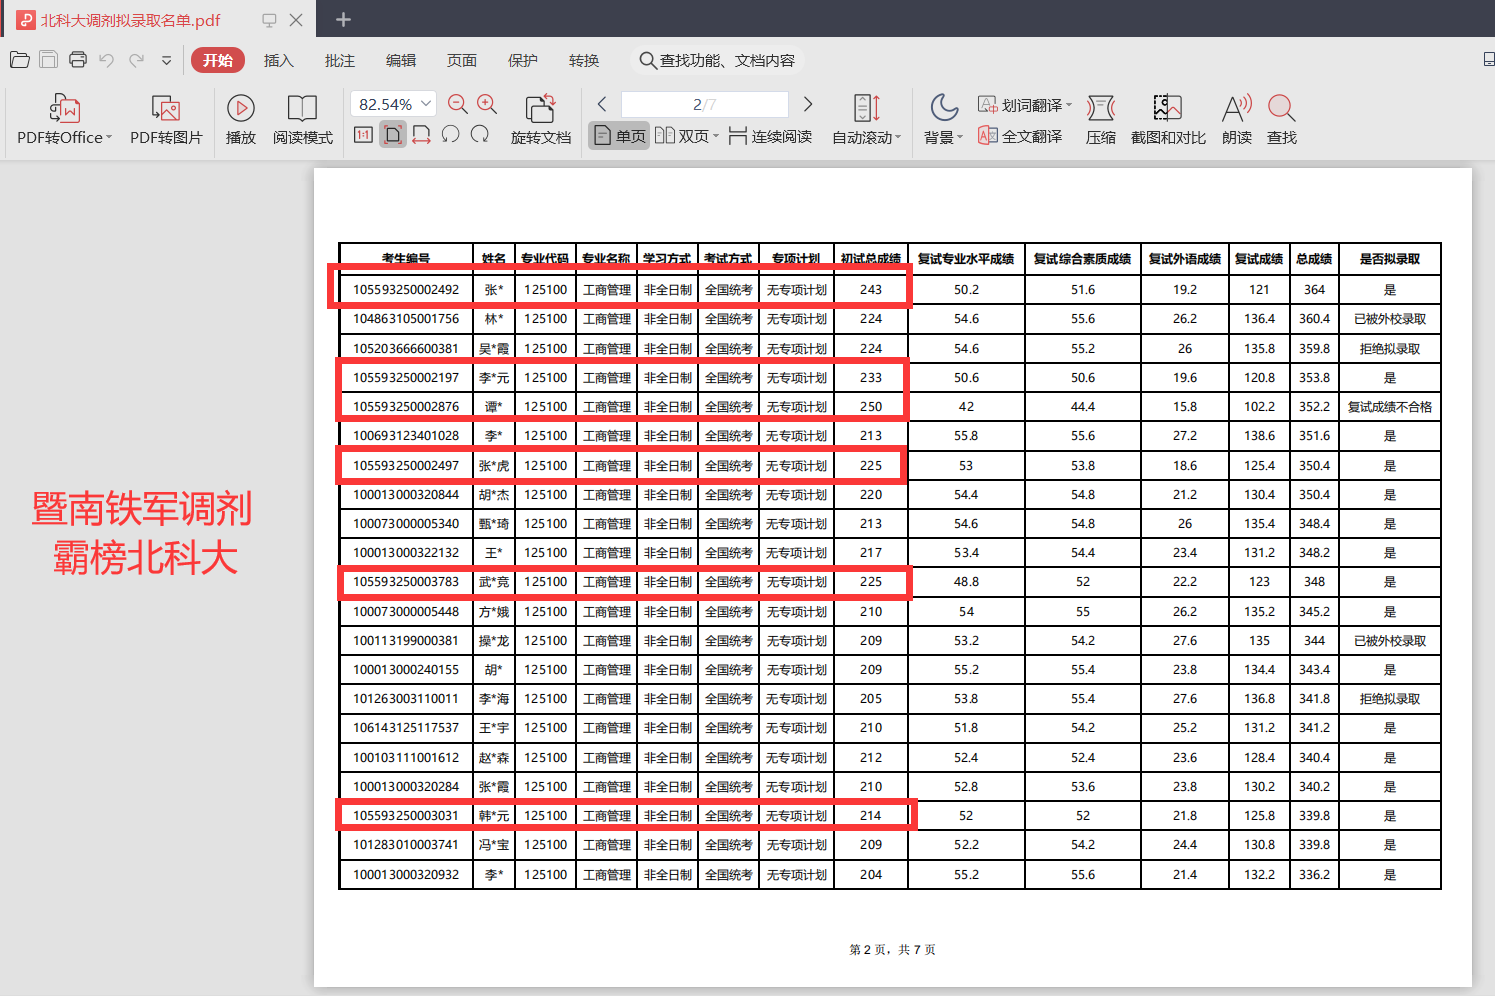 北科大调剂拟录取名单.pdf
开始 插入 批注 编辑 页面 保护 转换 查找功能、文档内容
PDF转Office PDF转图片 播放 阅读模式 82.54% 1:1 旋转文档 2/7 单页 双页 连续阅读 自动滚动 背景 划词翻译 全文翻译 压缩 截图和对比 朗读 查找
考生编号 姓名 专业代码 专业名称 学习方式 考试方式 专项计划 初试总成绩 复试专业水平成绩 复试综合素质成绩 复试外语成绩 复试成绩 总成绩 是否拟录取
105593250002492 张* 125100 工商管理 非全日制 全国统考 无专项计划 243 50.2 51.6 19.2 121 364 是
104863105001756 林* 125100 工商管理 非全日制 全国统考 无专项计划 224 54.6 55.6 26.2 136.4 360.4 已被外校录取
105203666600381 吴*霞 125100 工商管理 非全日制 全国统考 无专项计划 224 54.6 55.2 26 135.8 359.8 拒绝拟录取
105593250002197 李*元 125100 工商管理 非全日制 全国统考 无专项计划 233 50.6 50.6 19.6 120.8 353.8 是
105593250002876 谭* 125100 工商管理 非全日制 全国统考 无专项计划 250 42 44.4 15.8 102.2 352.2 复试成绩不合格
100693123401028 李* 125100 工商管理 非全日制 全国统考 无专项计划 213 55.8 55.6 27.2 138.6 351.6 是
105593250002497 张*虎 125100 工商管理 非全日制 全国统考 无专项计划 225 53 53.8 18.6 125.4 350.4 是
100013000320844 胡*杰 125100 工商管理 非全日制 全国统考 无专项计划 220 54.4 54.8 21.2 130.4 350.4 是
100073000005340 甄*琦 125100 工商管理 非全日制 全国统考 无专项计划 213 54.6 54.8 26 135.4 348.4 是
100013000322132 王* 125100 工商管理 非全日制 全国统考 无专项计划 217 53.4 54.4 23.4 131.2 348.2 是
105593250003783 武*竞 125100 工商管理 非全日制 全国统考 无专项计划 225 48.8 52 22.2 123 348 是
100073000005448 方*娥 125100 工商管理 非全日制 全国统考 无专项计划 210 54 55 26.2 135.2 345.2 是
100113199000381 操*龙 125100 工商管理 非全日制 全国统考 无专项计划 209 53.2 54.2 27.6 135 344 已被外校录取
100013000240155 胡* 125100 工商管理 非全日制 全国统考 无专项计划 209 55.2 55.4 23.8 134.4 343.4 是
101263003110011 李*海 125100 工商管理 非全日制 全国统考 无专项计划 205 53.8 55.4 27.6 136.8 341.8 拒绝拟录取
106143125117537 王*宇 125100 工商管理 非全日制 全国统考 无专项计划 210 51.8 54.2 25.2 131.2 341.2 是
100103111001612 赵*森 125100 工商管理 非全日制 全国统考 无专项计划 212 52.4 52.4 23.6 128.4 340.4 是
100013000320284 张*霞 125100 工商管理 非全日制 全国统考 无专项计划 210 52.8 53.6 23.8 130.2 340.2 是
105593250003031 韩*元 125100 工商管理 非全日制 全国统考 无专项计划 214 52 52 21.8 125.8 339.8 是
101283010003741 冯*宝 125100 工商管理 非全日制 全国统考 无专项计划 209 52.2 54.2 24.4 130.8 339.8 是
100013000320932 李* 125100 工商管理 非全日制 全国统考 无专项计划 204 55.2 55.6 21.4 132.2 336.2 是
暨南铁军调剂
霸榜北科大
第 2 页，共 7 页